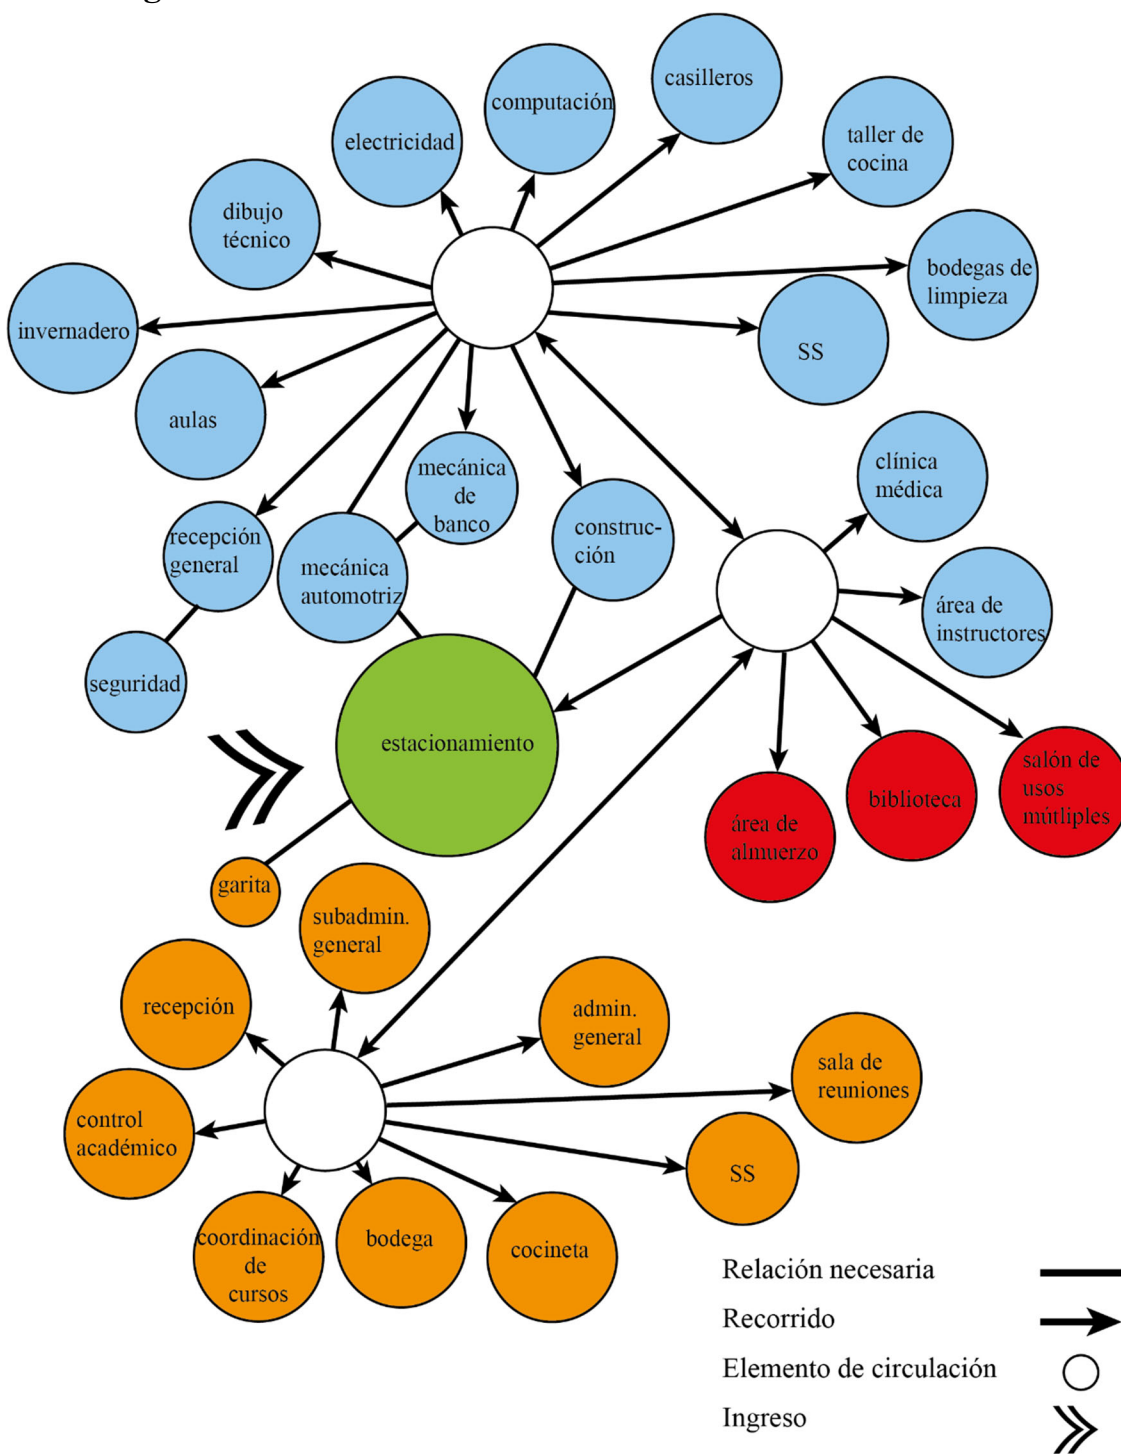 casilleros
computación
electricidad
taller de
cocina
dibujo
técnico
bodegas de
limpieza
invernadero
SS
aulas
clínica
médica
mecánica
de
banco
construc-
ción
recepción
general
mecánica
automotriz
área de
instructores
seguridad
estacionamiento
salón de
usos
mútliples
biblioteca
área de
almuerzo
garita
subadmin.
general
recepción
admin.
general
sala de
reuniones
control
académico
SS
coordinación
de
cursos
bodega
cocineta
Relación necesaria
Recorrido
Elemento de circulación
Ingreso